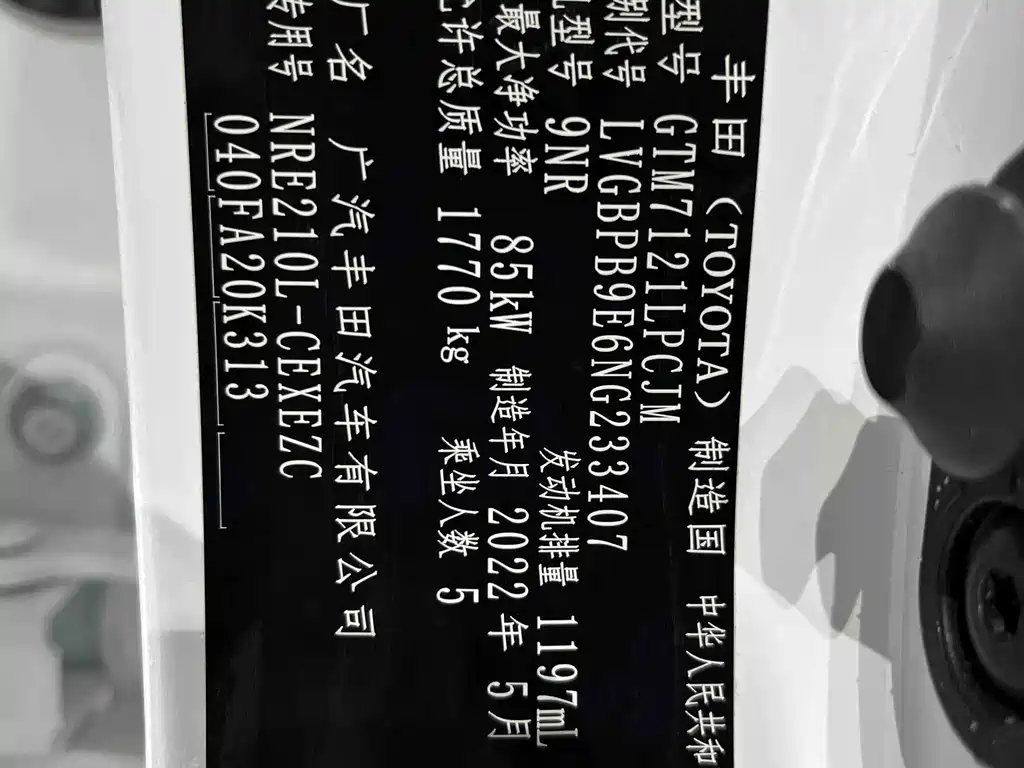 丰田 (TOYOTA) 制造国 中华人民共和
型号 GTM7121LPCJM
别代号 LVGBPB9E6NG233407
型号 9NR 发动机排量 1197mL
最大净功率 85kW 制造年月 2022年 5月
许总质量 1770 kg 乘坐人数 5
厂名 广汽丰田汽车有限公司
专用号 NRE210L-CEXEZC
040FA20K313